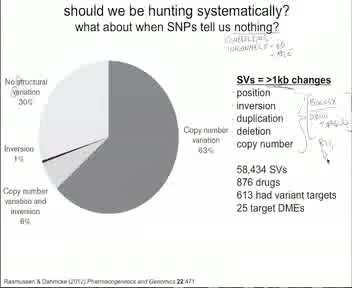 should we be hunting systematically?
what about when SNPs tell us nothing?
No structural
variation
30%
Inversion
1%
Copy number
variation and
inversion
6%
Copy number
variation
63%
SVs = >1kb changes
· position
· inversion
· duplication
· deletion
· copy number
58,434 SVs
876 drugs
613 had variant targets
25 target DMEs
Rasmussen & Dahmcke (2012) Pharmacogenetics and Genomics 22:471